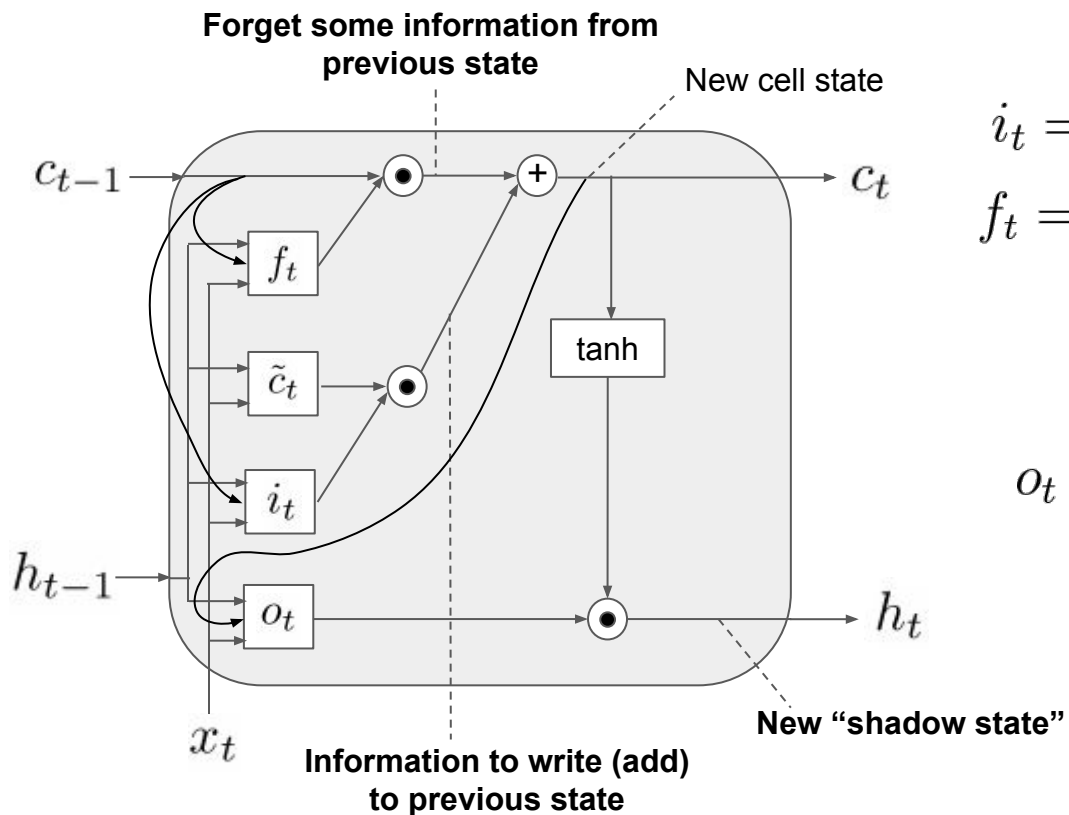 Forget some information from
previous state
New cell state
i_t =
c_{t-1}
+
c_t
f_t =
f_t
tanh
c̃_t
o_t
i_t
h_{t-1}
o_t
h_t
New “shadow state”
x_t
Information to write (add)
to previous state